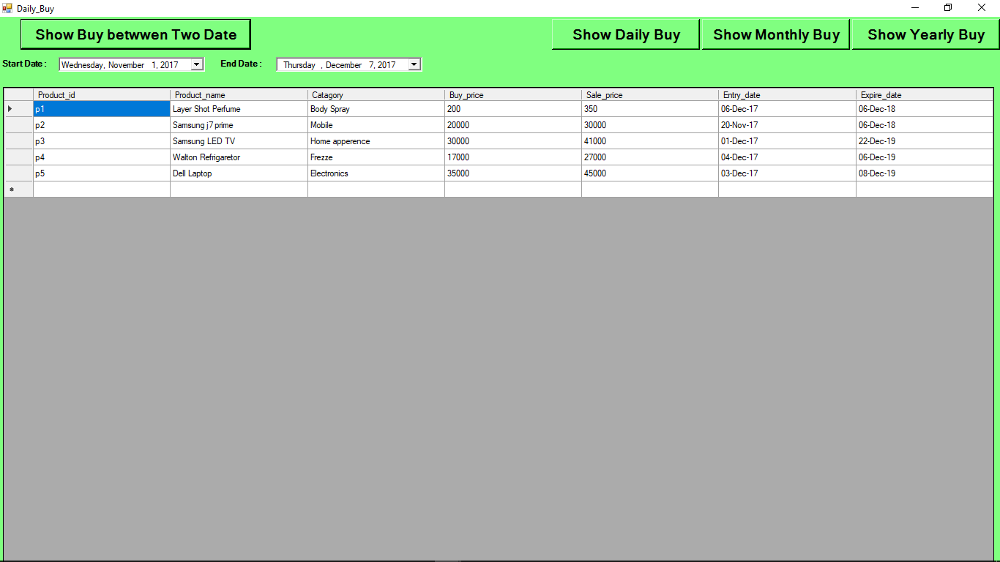 Daily_Buy
Show Buy betwwen Two Date
Show Daily Buy
Show Monthly Buy
Show Yearly Buy
Start Date :
Wednesday, November 1, 2017
End Date :
Thursday , December 7, 2017
Product_id Product_name Catagory Buy_price Sale_price Entry_date Expire_date
p1 Layer Shot Perfume Body Spray 200 350 06-Dec-17 06-Dec-18
p2 Samsung j7 prime Mobile 20000 30000 20-Nov-17 06-Dec-18
p3 Samsung LED TV Home apperence 30000 41000 01-Dec-17 22-Dec-19
p4 Walton Refrigaretor Frezze 17000 27000 04-Dec-17 06-Dec-19
p5 Dell Laptop Electronics 35000 45000 03-Dec-17 08-Dec-19